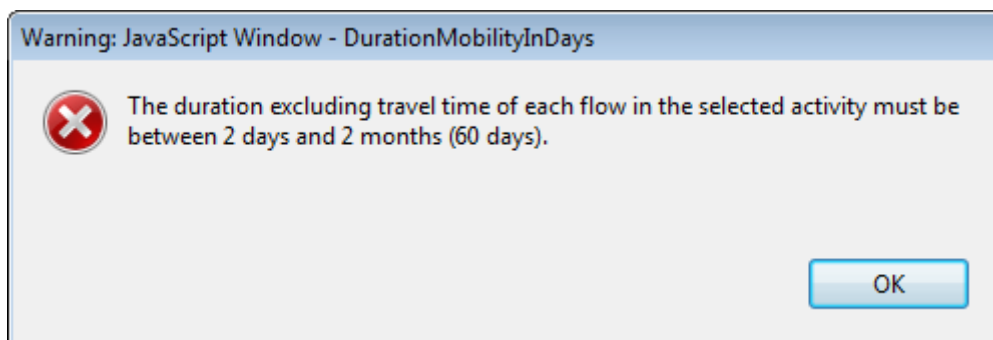 Warning: JavaScript Window - DurationMobilityInDays
The duration excluding travel time of each flow in the selected activity must be
between 2 days and 2 months (60 days).
OK